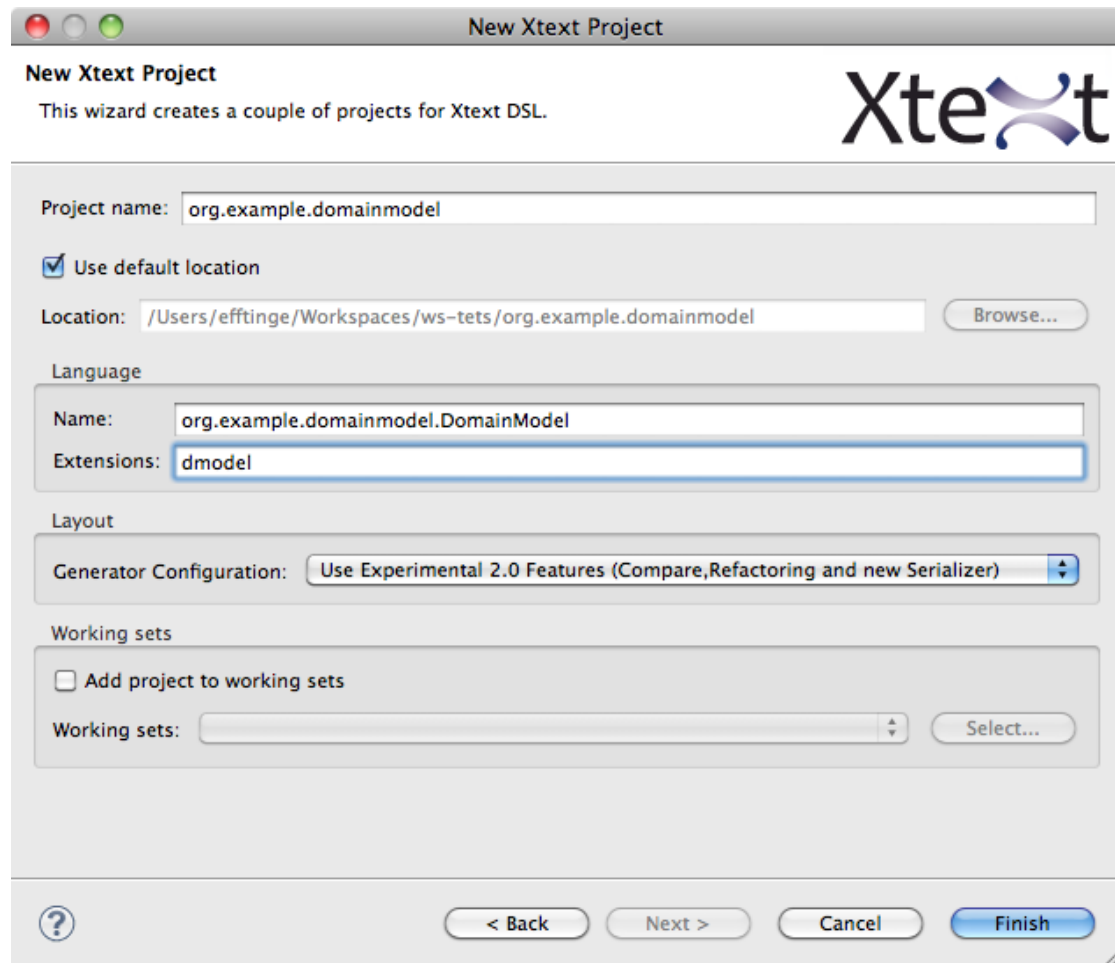 New Xtext Project
New Xtext Project
This wizard creates a couple of projects for Xtext DSL.
Xtext
Project name: org.example.domainmodel
Use default location
Location: /Users/efftinge/Workspaces/ws-tets/org.example.domainmodel Browse...
Language
Name: org.example.domainmodel.DomainModel
Extensions: dmodel
Layout
Generator Configuration: Use Experimental 2.0 Features (Compare,Refactoring and new Serializer)
Working sets
Add project to working sets
Working sets: Select...
? < Back Next > Cancel Finish